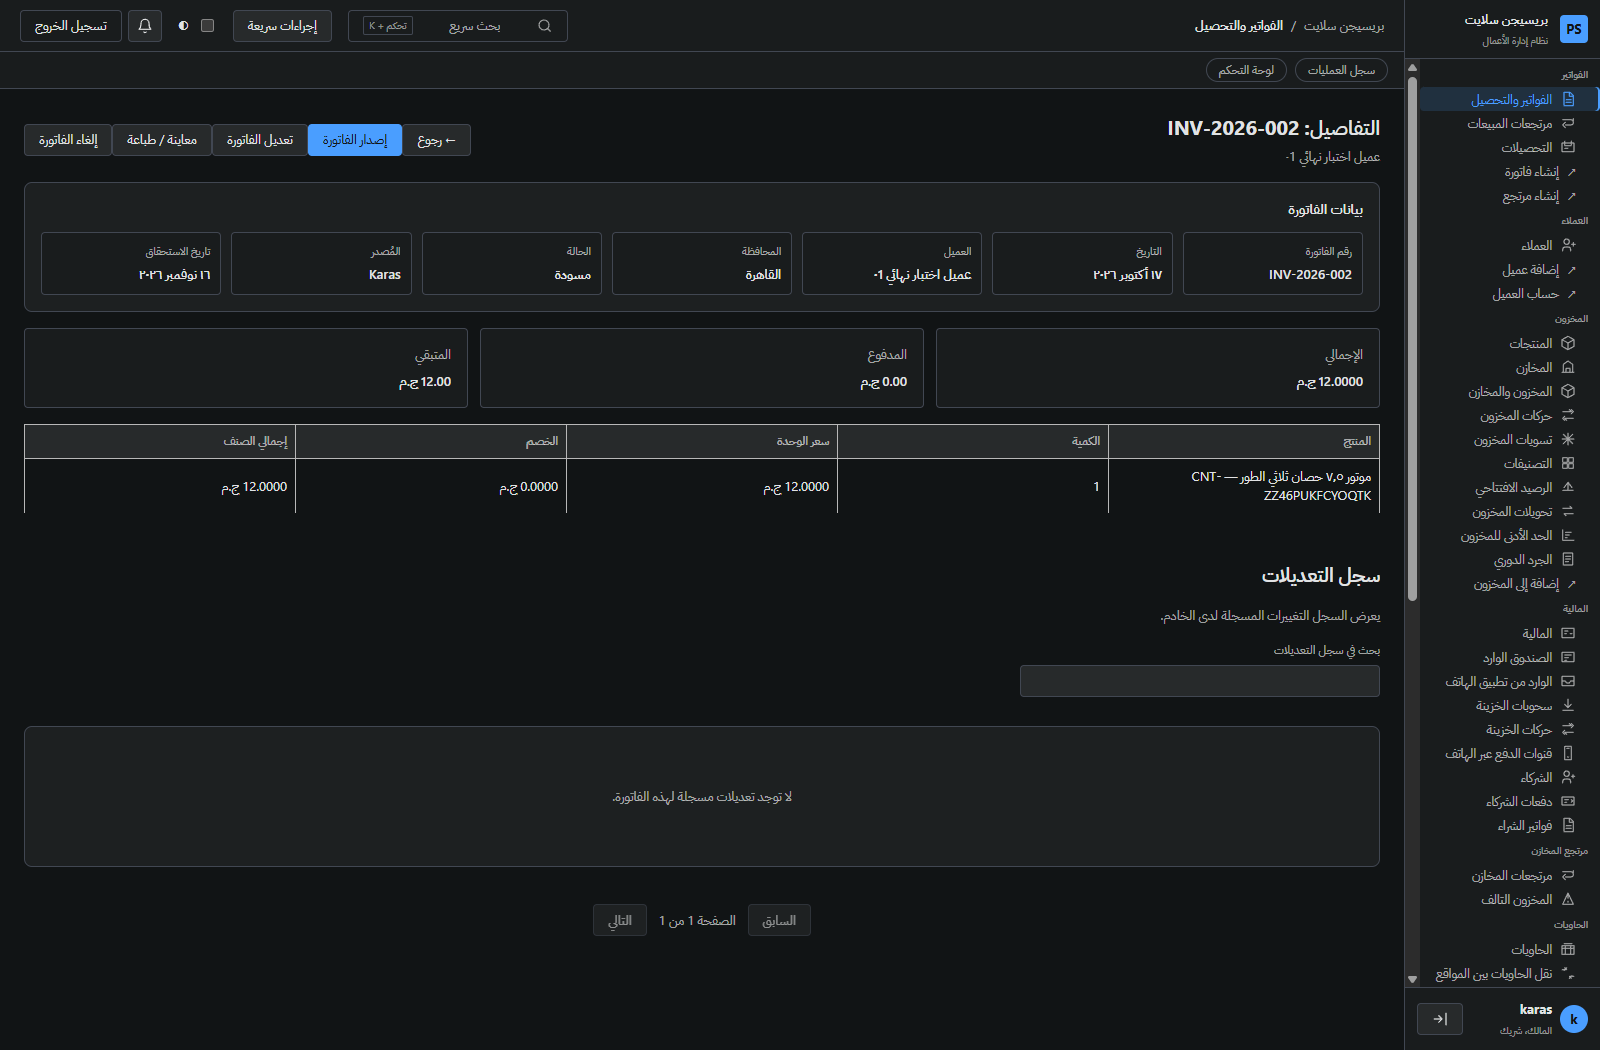 PS
بريسيجن سلايت
نظام إدارة الأعمال
بريسيجن سلايت / الفواتير والتحصيل
بحث سريع
تحكم + K
إجراءات سريعة
تسجيل الخروج
سجل العمليات
لوحة التحكم
الفواتير
الفواتير والتحصيل
مرتجعات المبيعات
التحصيلات
إنشاء فاتورة
إنشاء مرتجع
العملاء
العملاء
إضافة عميل
حساب العميل
المخزون
المنتجات
المخازن
المخزون والمخازن
حركات المخزون
تسويات المخزون
التصنيفات
الرصيد الافتتاحي
تحويلات المخزون
الحد الأدنى للمخزون
الجرد الدوري
إضافة إلى المخزون
المالية
المالية
الصندوق الوارد
الوارد من تطبيق الهاتف
سحوبات الخزينة
حركات الخزينة
قنوات الدفع عبر الهاتف
الشركاء
دفعات الشركاء
فواتير الشراء
مرتجع المخازن
مرتجعات المخازن
المخزون التالف
الحاويات
الحاويات
نقل الحاويات بين المواقع
karas
المالك، شريك
k
التفاصيل: INV-2026-002
عميل اختبار نهائي 1-
← رجوع
إصدار الفاتورة
تعديل الفاتورة
معاينة / طباعة
إلغاء الفاتورة
بيانات الفاتورة
رقم الفاتورة
INV-2026-002
التاريخ
١٧ أكتوبر ٢٠٢٦
العميل
عميل اختبار نهائي 1-
المحافظة
القاهرة
الحالة
مسودة
المُصدر
Karas
تاريخ الاستحقاق
١٦ نوفمبر ٢٠٢٦
الإجمالي
12.0000 ج.م
المدفوع
0.00 ج.م
المتبقي
12.00 ج.م
المنتج	الكمية	سعر الوحدة	الخصم	إجمالي الصنف
موتور ٧٫٥ حصان ثلاثي الطور — CNT-
ZZ46PUKFCYOQTK
1
12.0000 ج.م
0.0000 ج.م
12.0000 ج.م
سجل التعديلات
يعرض السجل التغييرات المسجلة لدى الخادم.
بحث في سجل التعديلات
لا توجد تعديلات مسجلة لهذه الفاتورة.
السابق
الصفحة 1 من 1
التالي